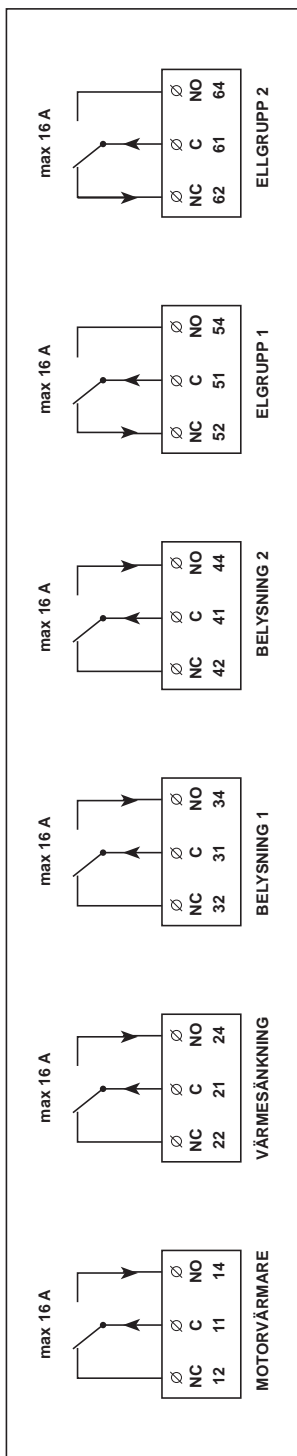 max 16 A
NC C NO
12 11 14
MOTORVÄRMARE
max 16 A
NC C NO
22 21 24
VÄRMESÄNKNING
max 16 A
NC C NO
32 31 34
BELYSNING 1
max 16 A
NC C NO
42 41 44
BELYSNING 2
max 16 A
NC C NO
52 51 54
ELGRUPP 1
max 16 A
NC C NO
62 61 64
ELLGRUPP 2